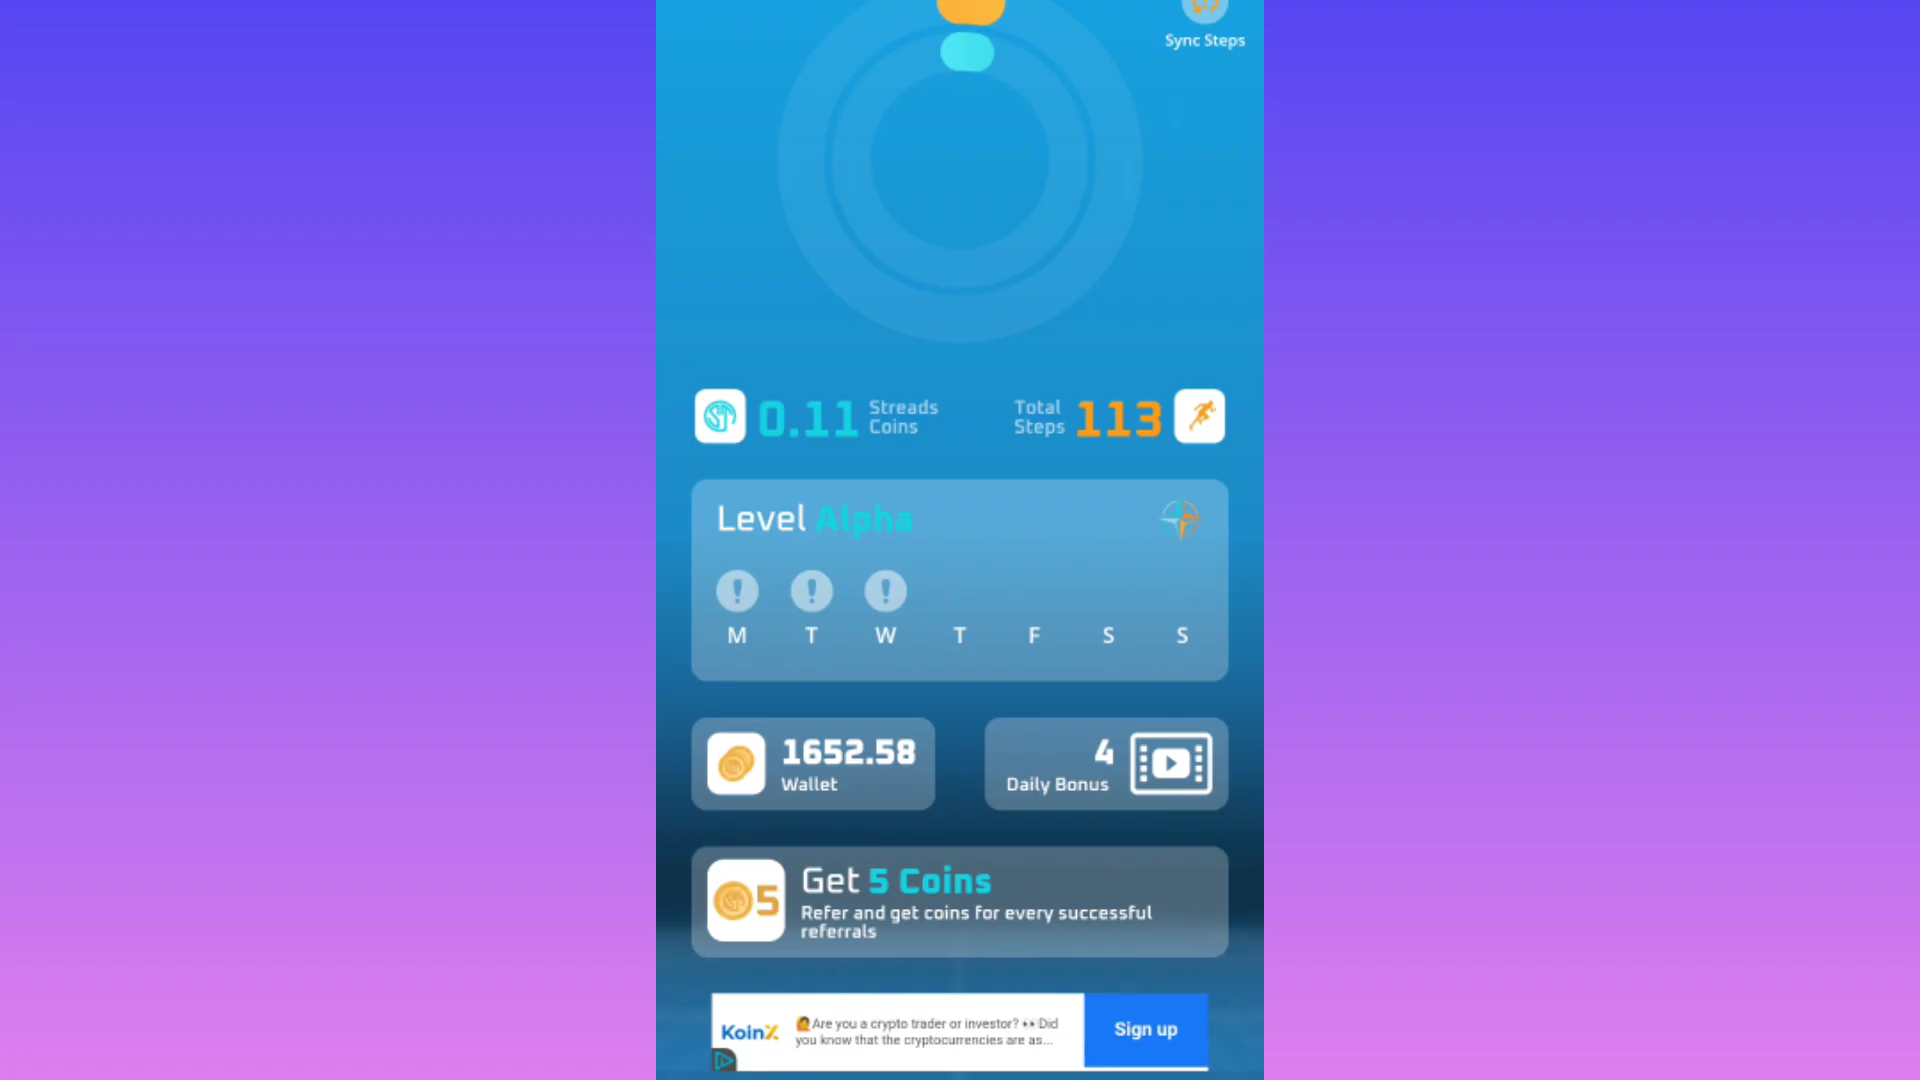 Sync Steps
0.11 Streads Coins
Total Steps 113
Level Alpha
M T W T F S S
1652.58
Wallet
4
Daily Bonus
5
Get 5 Coins
Refer and get coins for every successful
referrals
KoinX
🙋Are you a crypto trader or investor? 👀Did
you know that the cryptocurrencies are as...
Sign up